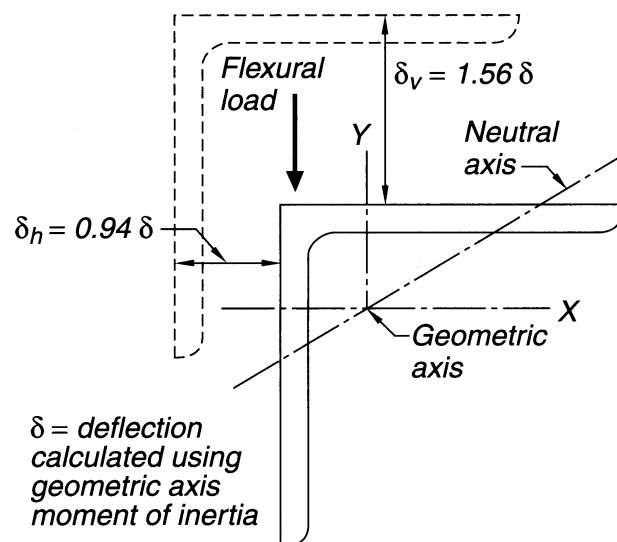 Flexural
load
δv = 1.56 δ
Y
Neutral
axis
δh = 0.94 δ
X
Geometric
axis
δ = deflection
calculated using
geometric axis
moment of inertia